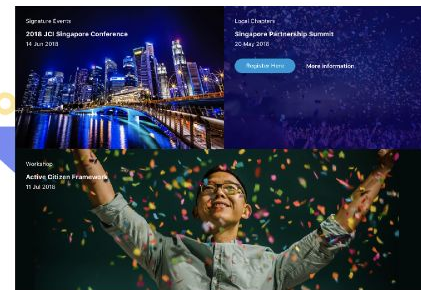 Signature Events
2018 JCI Singapore Conference
14 Jun 2018
Local Chapters
Singapore Partnership Summit
20 May 2018
Register Here
More Information
Workshop
Active Citizen Framework
11 Jul 2018